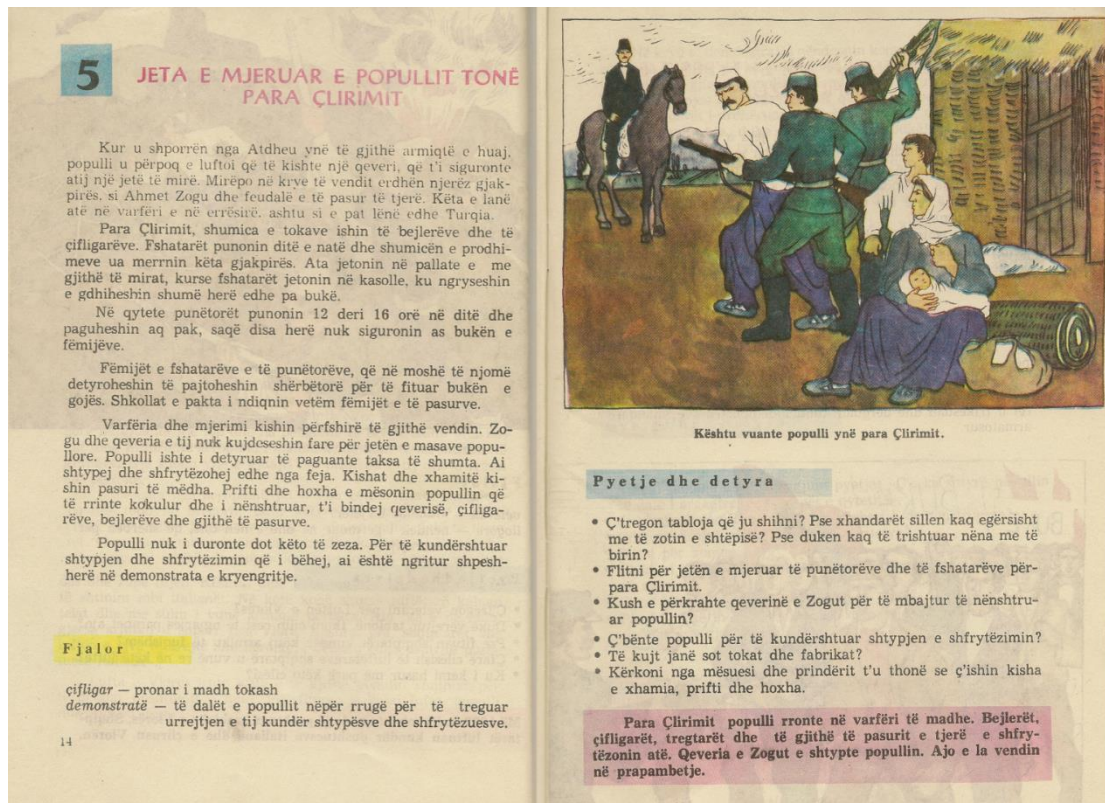 5
JETA E MJERUAR E POPULLIT TONË
PARA ÇLIRIMIT
Kur u shporrën nga Atdheu ynë të gjithë armiqtë e huaj,
populli u përpoq e luftoi që të kishte një qeveri, që t'i siguronte
atij një jetë të mirë. Mirëpo në krye të vendit erdhën njerëz gjak-
pirës, si Ahmet Zogu dhe feudalë e të pasur të tjerë. Këta e lanë
atë në varfëri e në errësirë, ashtu si e pat lënë edhe Turqia.
Para Çlirimit, shumica e tokave ishin të bejlerëve dhe të
çifligarëve. Fshatarët punonin ditë e natë dhe shumicën e prodhi-
meve ua merrnin këta gjakpirës. Ata jetonin në pallate e me
gjithë të mirat, kurse fshatarët jetonin në kasolle, ku ngryseshin
e gdhiheshin shumë herë edhe pa bukë.
Në qytete punëtorët punonin 12 deri 16 orë në ditë dhe
paguheshin aq pak, saqë disa herë nuk siguronin as bukën e
fëmijëve.
Fëmijët e fshatarëve e të punëtorëve, që në moshë të njomë
detyroheshin të pajtoheshin shërbëtorë për të fituar bukën e
gojës. Shkollat e pakta i ndiqnin vetëm fëmijët e të pasurve.
Varfëria dhe mjerimi kishin përfshirë të gjithë vendin. Zo-
gu dhe qeveria e tij nuk kujdeseshin fare për jetën e masave popu-
llore. Populli ishte i detyruar të paguante taksa të shumta. Ai
shtypej dhe shfrytëzohej edhe nga feja. Kishat dhe xhamitë ki-
shin pasuri të mëdha. Prifti dhe hoxha e mësonin popullin që
të rrinte kokulur dhe i nënshtruar, t'i bindej qeverisë, çifliga-
rëve, bejlerëve dhe gjithë të pasurve.
Populli nuk i duronte dot këto të zeza. Për të kundërshtuar
shtypjen dhe shfrytëzimin që i bëhej, ai është ngritur shpesh-
herë në demonstrata e kryengritje.
Fjalor
çifligar — pronar i madh tokash
demonstratë — të dalët e popullit nëpër rrugë për të treguar
urrejtjen e tij kundër shtypësve dhe shfrytëzuesve.
14
Kështu vuante populli ynë para Çlirimit.
Pyetje dhe detyra
• Ç'tregon tabloja që ju shihni? Pse xhandarët sillen kaq egërsisht
me të zotin e shtëpisë? Pse duken kaq të trishtuar nëna me të
birin?
• Flitni për jetën e mjeruar të punëtorëve dhe të fshatarëve për-
para Çlirimit.
• Kush e përkrahte qeverinë e Zogut për të mbajtur të nënshtru-
ar popullin?
• Ç'bënte populli për të kundërshtuar shtypjen e shfrytëzimin?
• Të kujt janë sot tokat dhe fabrikat?
• Kërkoni nga mësuesi dhe prindërit t'u thonë se ç'ishin kisha
e xhamia, prifti dhe hoxha.
Para Çlirimit populli rronte në varfëri të madhe. Bejlerët,
çifligarët, tregtarët dhe të gjithë të pasurit e tjerë e shfry-
tëzonin atë. Qeveria e Zogut e shtypte popullin. Ajo e la vendin
në prapambetje.